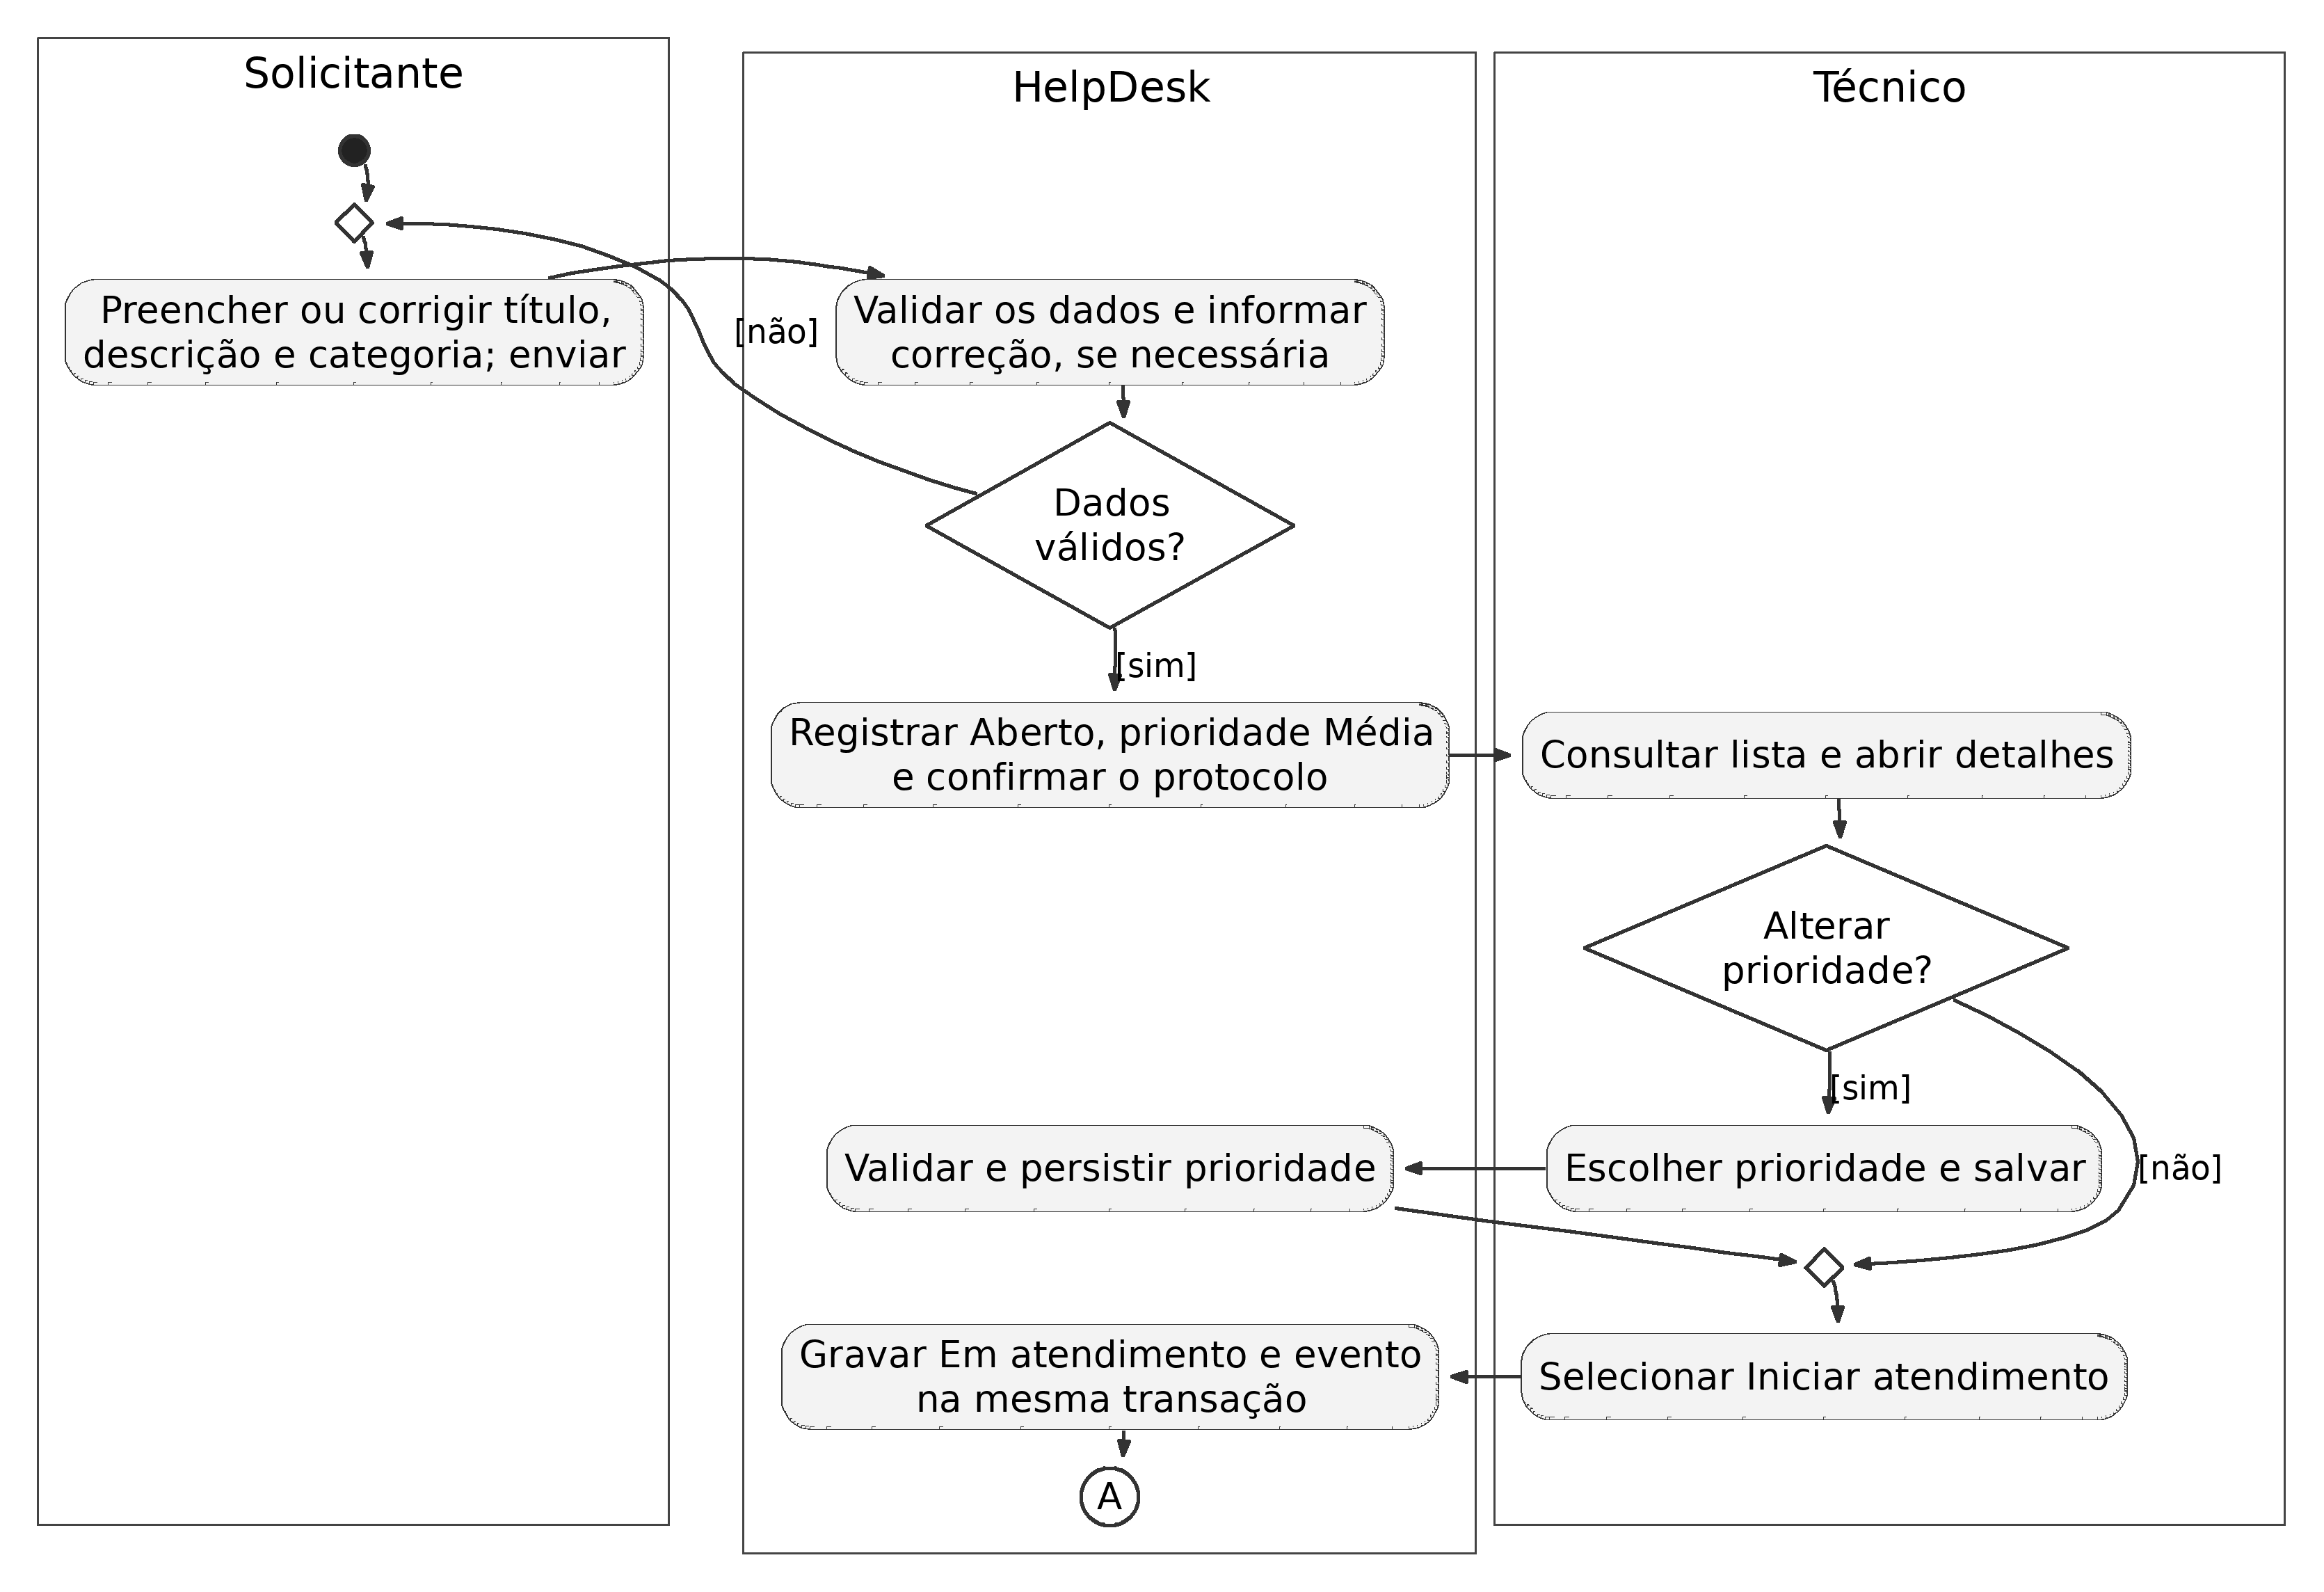 Solicitante
HelpDesk
Técnico
Preencher ou corrigir título,
descrição e categoria; enviar
[não]
Validar os dados e informar
correção, se necessária
Dados
válidos?
[sim]
Registrar Aberto, prioridade Média
e confirmar o protocolo
Consultar lista e abrir detalhes
Alterar
prioridade?
[sim]
Validar e persistir prioridade
Escolher prioridade e salvar
[não]
Gravar Em atendimento e evento
na mesma transação
Selecionar Iniciar atendimento
A